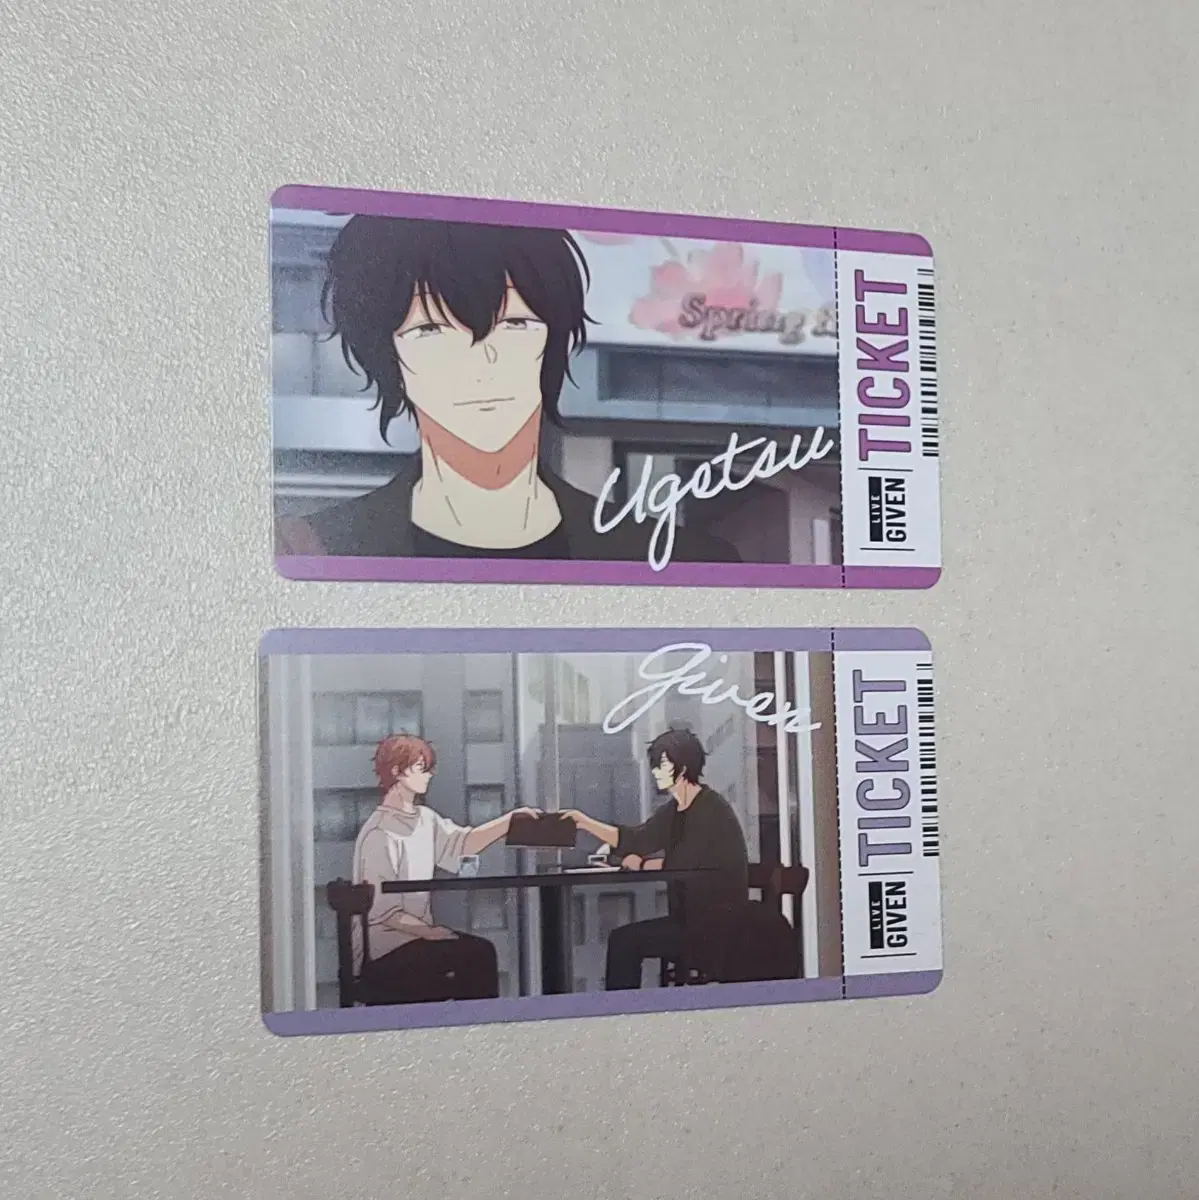 Spring
Ugetsu
TICKET
LIVE
GIVEN
Given
TICKET
LIVE
GIVEN